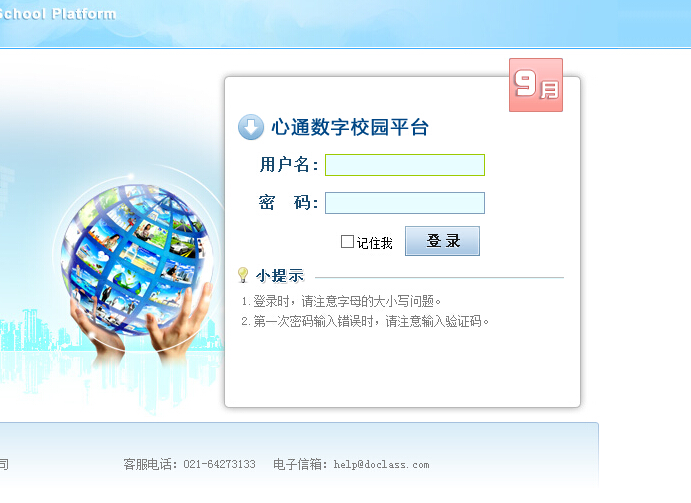 School Platform
9月
心通数字校园平台
用户名：
密 码：
记住我 登 录
小提示
1.登录时，请注意字母的大小写问题。
2.第一次密码输入错误时，请注意输入验证码。
司 客服电话：021-64273133 电子信箱：help@doclass.com